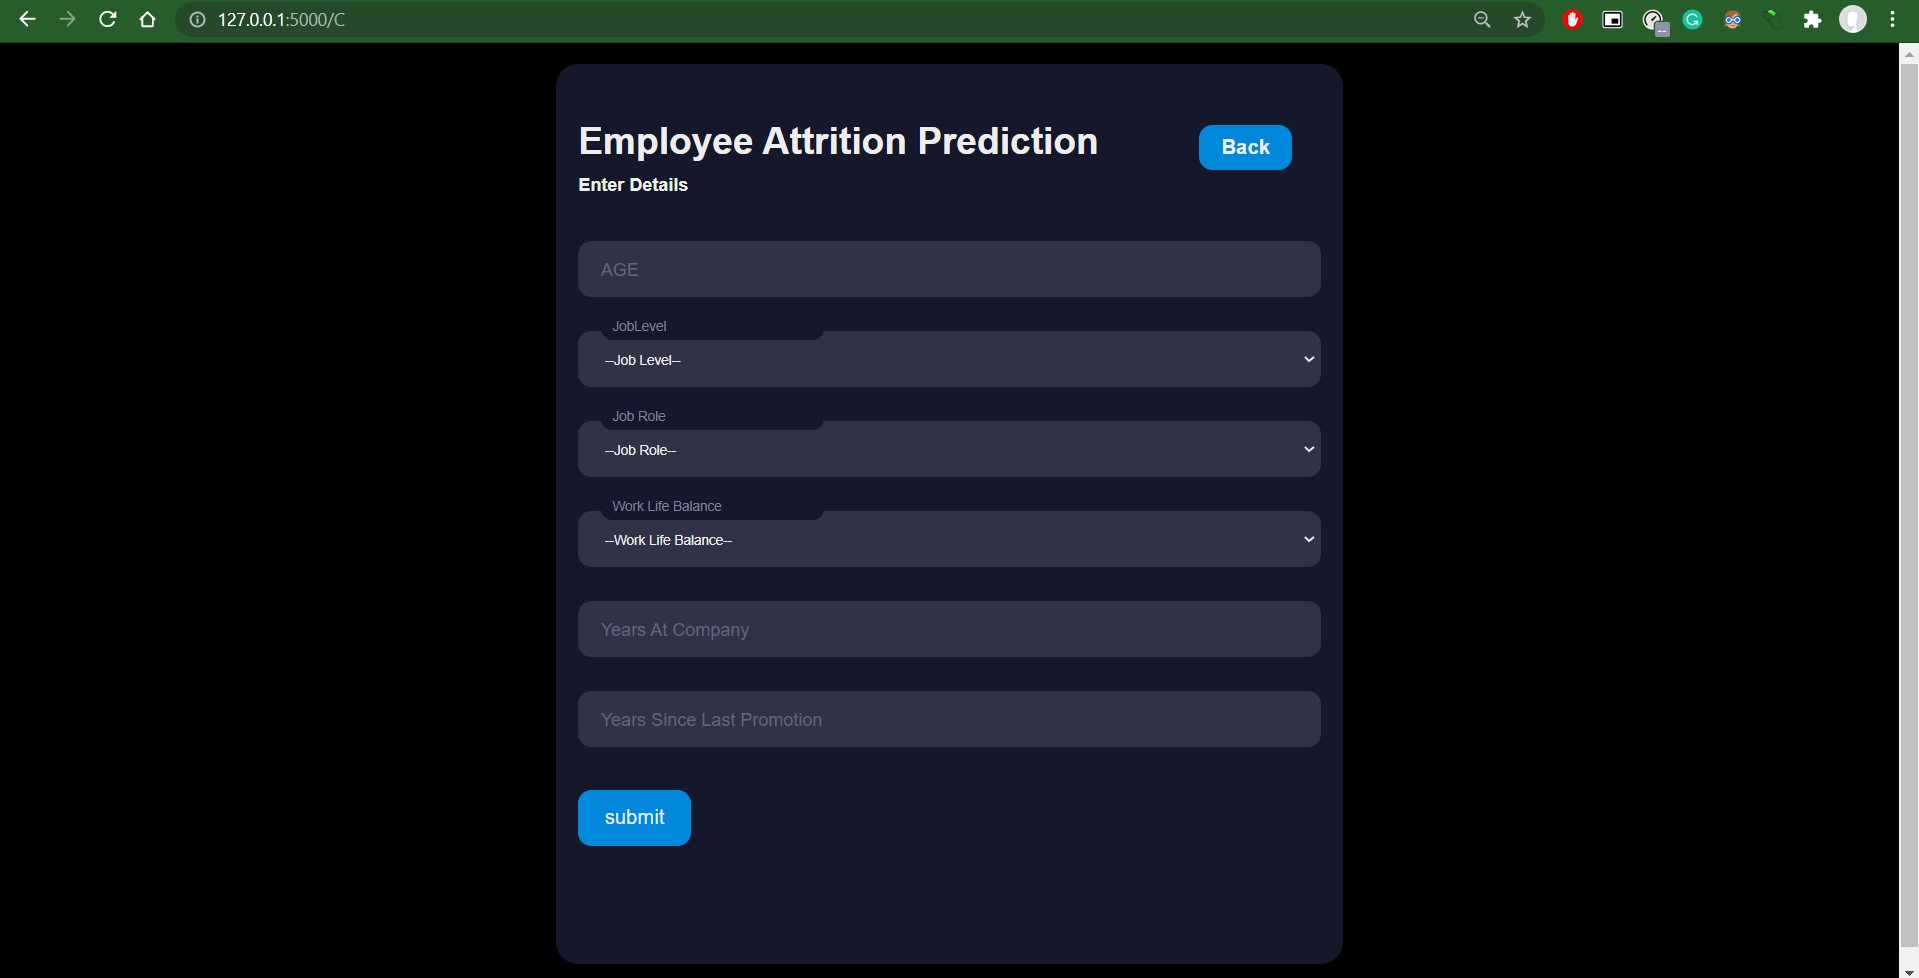 127.0.0.1:5000/C
Employee Attrition Prediction
Back
Enter Details
AGE
JobLevel
--Job Level--
Job Role
--Job Role--
Work Life Balance
--Work Life Balance--
Years At Company
Years Since Last Promotion
submit